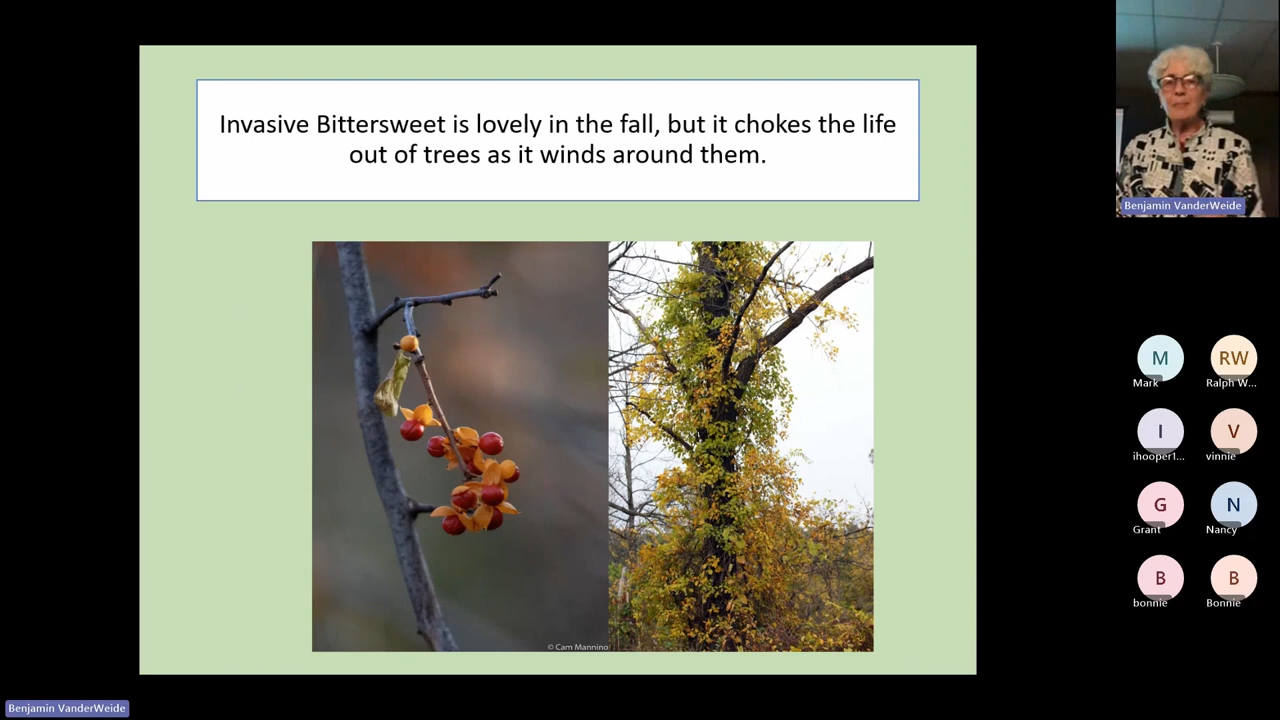 Invasive Bittersweet is lovely in the fall, but it chokes the life
out of trees as it winds around them.
© Cam Mannino
Benjamin VanderWeide
M
RW
Mark
Ralph W...
I
V
ihooper1...
vinnie
G
N
Grant
Nancy
B
B
bonnie
Bonnie
Benjamin VanderWeide